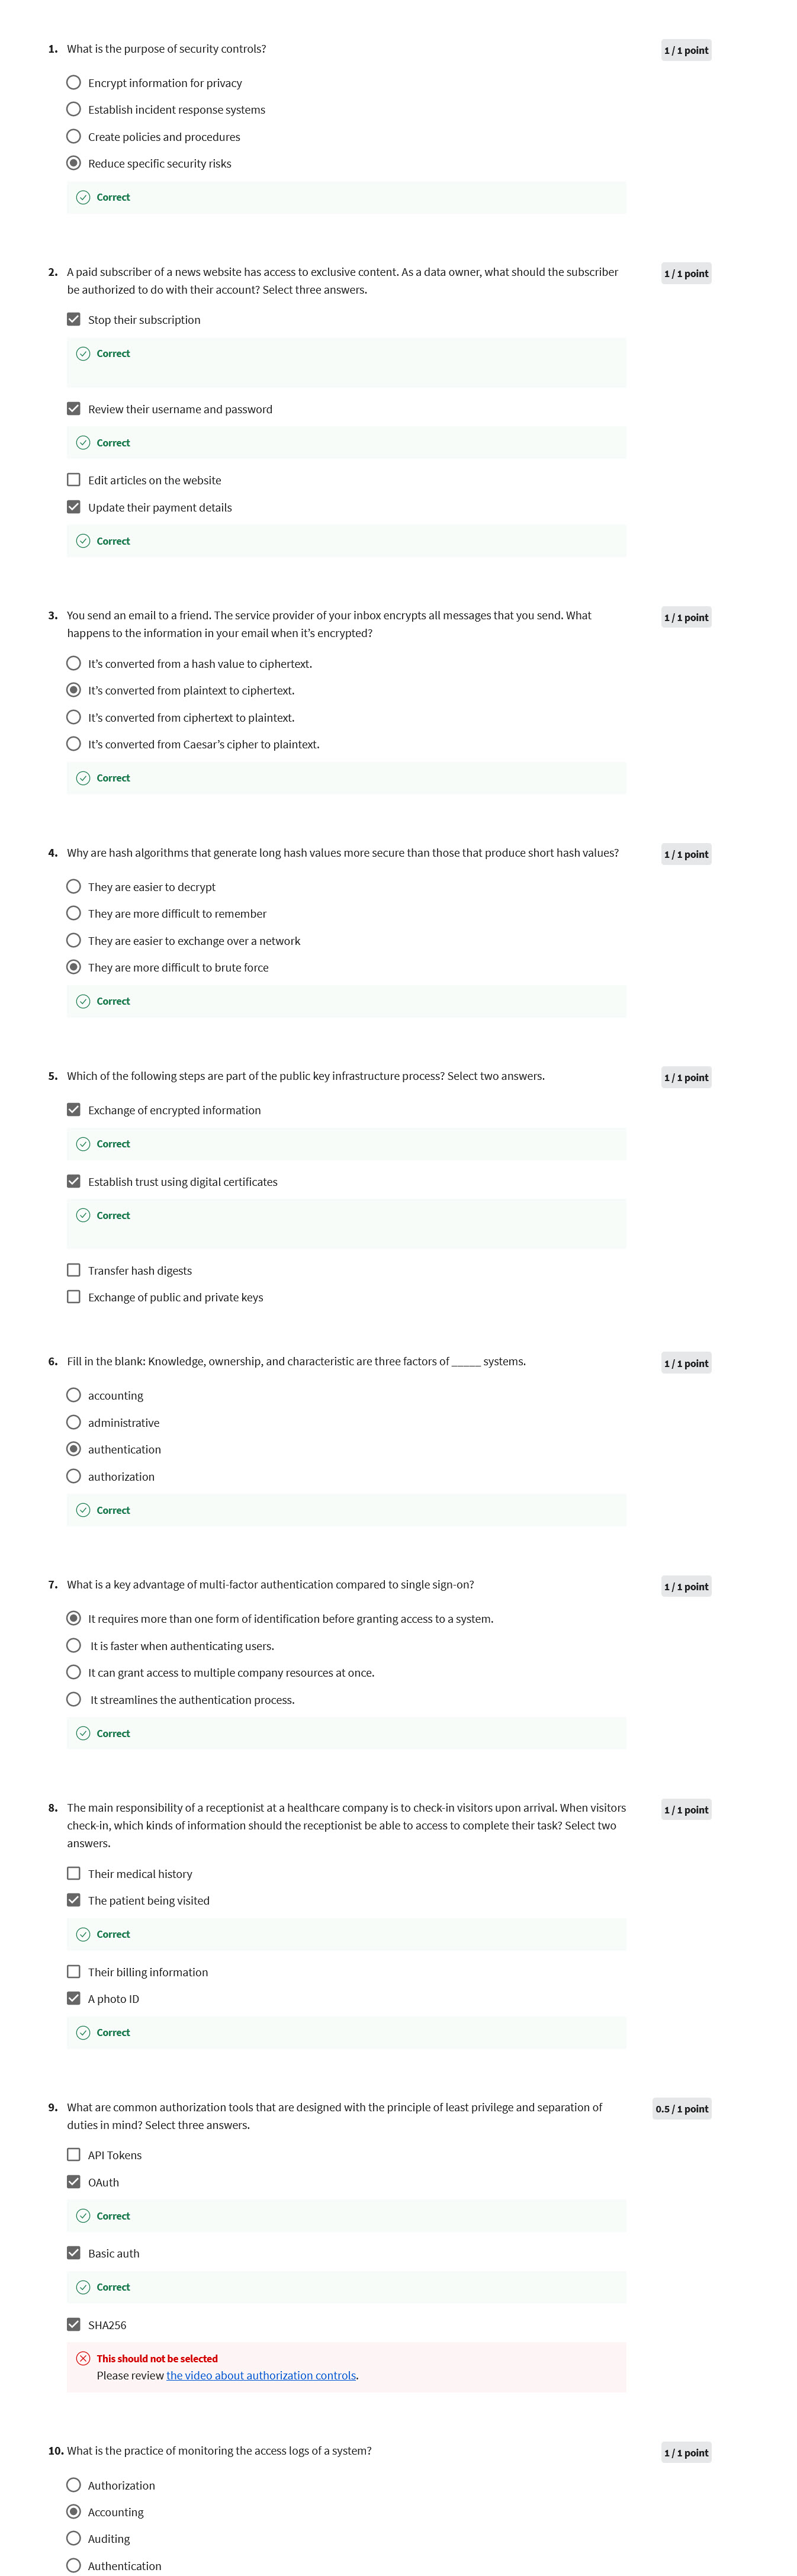 1. What is the purpose of security controls?
1 / 1 point
Encrypt information for privacy
Establish incident response systems
Create policies and procedures
Reduce specific security risks
Correct
2. A paid subscriber of a news website has access to exclusive content. As a data owner, what should the subscriber
be authorized to do with their account? Select three answers.
1 / 1 point
Stop their subscription
Correct
Review their username and password
Correct
Edit articles on the website
Update their payment details
Correct
3. You send an email to a friend. The service provider of your inbox encrypts all messages that you send. What
happens to the information in your email when it’s encrypted?
1 / 1 point
It’s converted from a hash value to ciphertext.
It’s converted from plaintext to ciphertext.
It’s converted from ciphertext to plaintext.
It’s converted from Caesar’s cipher to plaintext.
Correct
4. Why are hash algorithms that generate long hash values more secure than those that produce short hash values?
1 / 1 point
They are easier to decrypt
They are more difficult to remember
They are easier to exchange over a network
They are more difficult to brute force
Correct
5. Which of the following steps are part of the public key infrastructure process? Select two answers.
1 / 1 point
Exchange of encrypted information
Correct
Establish trust using digital certificates
Correct
Transfer hash digests
Exchange of public and private keys
6. Fill in the blank: Knowledge, ownership, and characteristic are three factors of _____ systems.
1 / 1 point
accounting
administrative
authentication
authorization
Correct
7. What is a key advantage of multi-factor authentication compared to single sign-on?
1 / 1 point
It requires more than one form of identification before granting access to a system.
It is faster when authenticating users.
It can grant access to multiple company resources at once.
It streamlines the authentication process.
Correct
8. The main responsibility of a receptionist at a healthcare company is to check-in visitors upon arrival. When visitors
check-in, which kinds of information should the receptionist be able to access to complete their task? Select two
answers.
1 / 1 point
Their medical history
The patient being visited
Correct
Their billing information
A photo ID
Correct
9. What are common authorization tools that are designed with the principle of least privilege and separation of
duties in mind? Select three answers.
0.5 / 1 point
API Tokens
OAuth
Correct
Basic auth
Correct
SHA256
This should not be selected
Please review the video about authorization controls.
10. What is the practice of monitoring the access logs of a system?
1 / 1 point
Authorization
Accounting
Auditing
Authentication